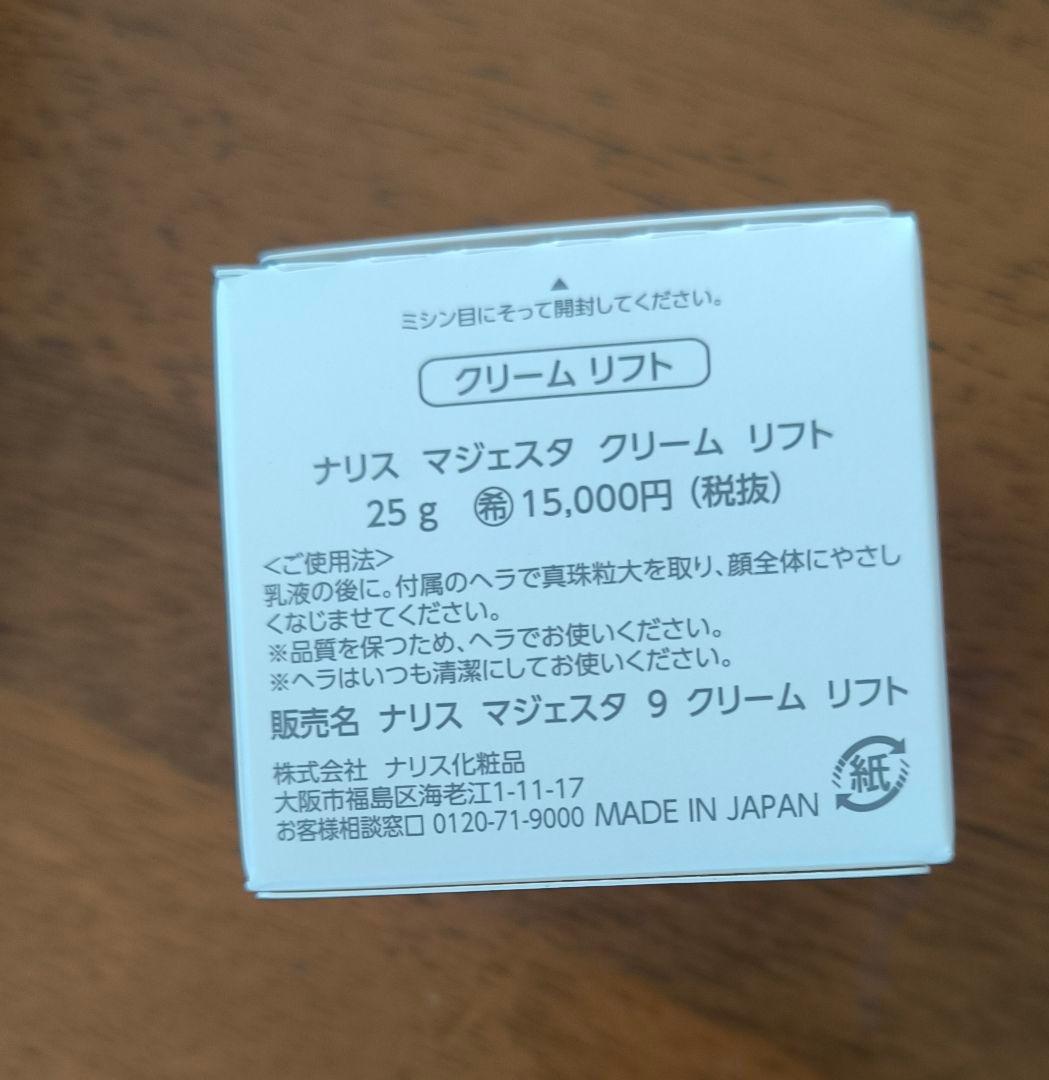 ▲
ミシン目にそって開封してください。
クリーム リフト
ナリス マジェスタ クリーム リフト
25 g ㊭ 15,000円 (税抜)
<ご使用法>
乳液の後に。付属のヘラで真珠粒大を取り、顔全体にやさし
くなじませてください。
※品質を保つため、ヘラでお使いください。
※ヘラはいつも清潔にしてお使いください。
販売名 ナリス マジェスタ 9 クリーム リフト
株式会社 ナリス化粧品
大阪市福島区海老江1-11-17
お客様相談窓口 0120-71-9000 MADE IN JAPAN
紙